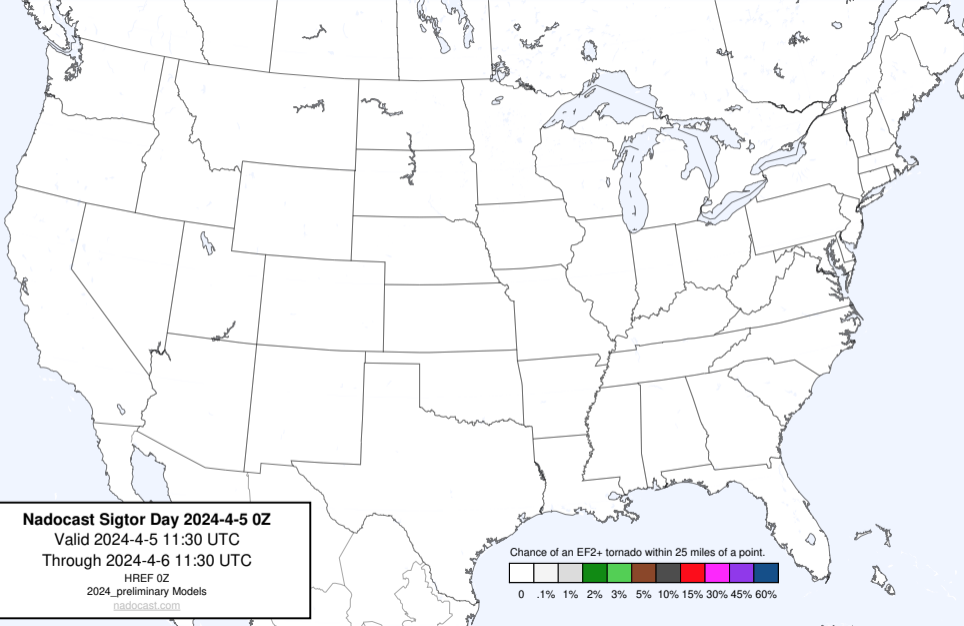 Nadocast Sigtor Day 2024-4-5 0Z
Valid 2024-4-5 11:30 UTC
Through 2024-4-6 11:30 UTC
HREF 0Z
2024_preliminary Models
nadocast.com
Chance of an EF2+ tornado within 25 miles of a point.
0 .1% 1% 2% 3% 5% 10% 15% 30% 45% 60%